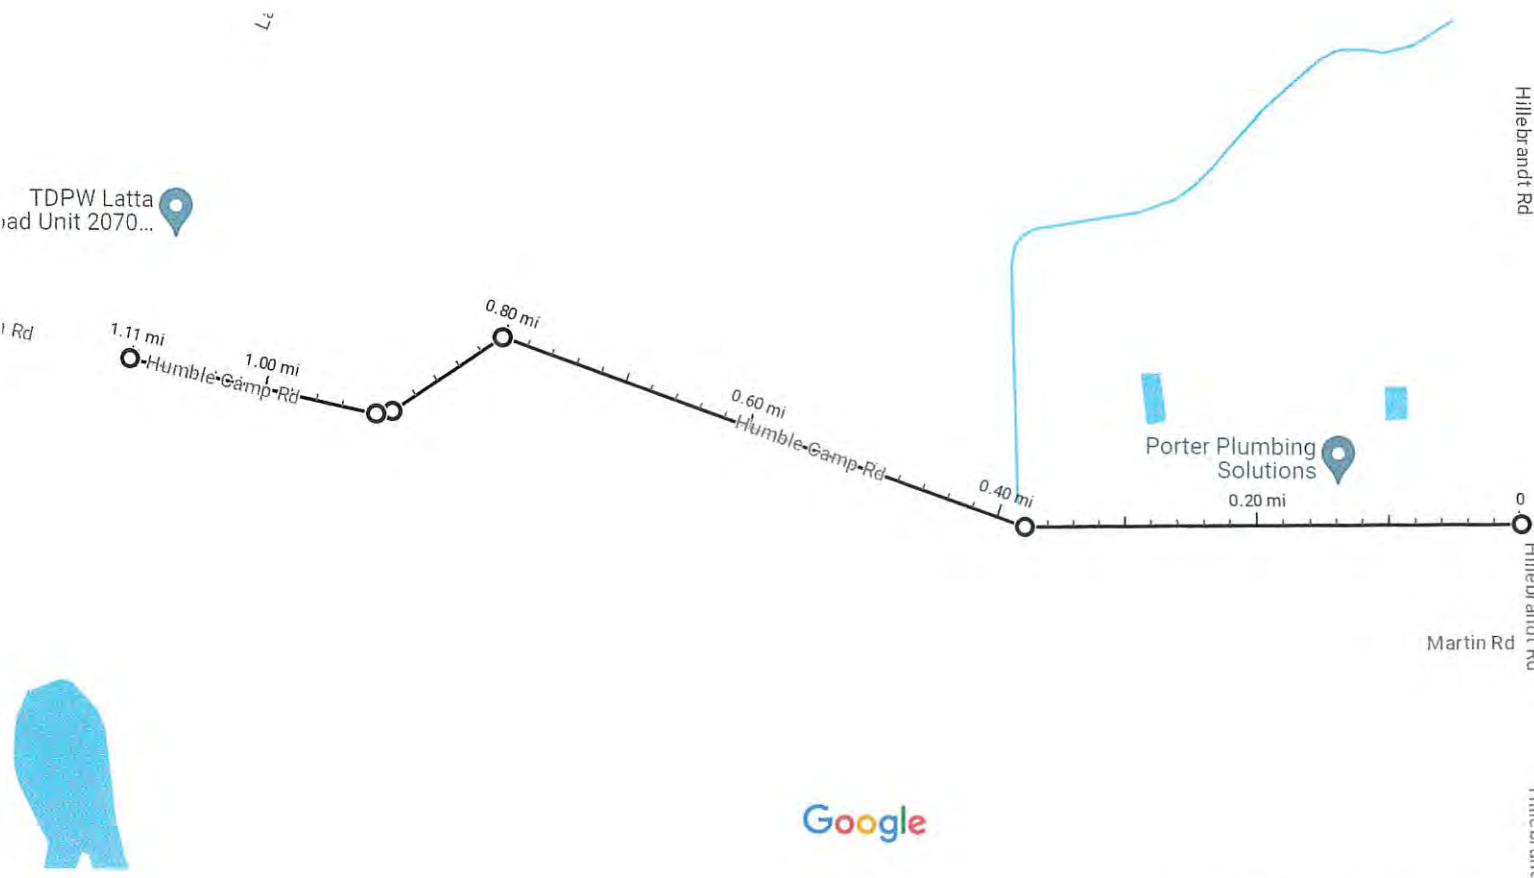 Hillebrandt Rd
TDPW Latta
oad Unit 2070...
Rd
1.11 mi
1.00 mi
Humble Camp Rd
0.80 mi
0.60 mi
Humble Camp Rd
0.40 mi
Porter Plumbing
Solutions
0.20 mi
0
Hillebrandt Rd
Martin Rd
Google